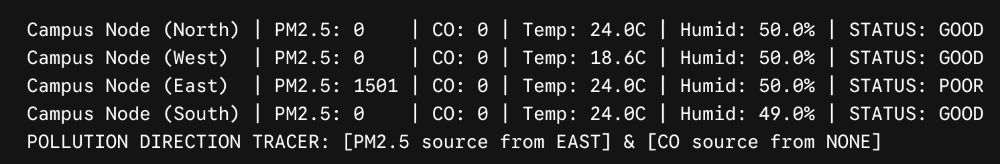 Campus Node (North) | PM2.5: 0    | CO: 0 | Temp: 24.0C | Humid: 50.0% | STATUS: GOOD
Campus Node (West)  | PM2.5: 0    | CO: 0 | Temp: 18.6C | Humid: 50.0% | STATUS: GOOD
Campus Node (East)  | PM2.5: 1501 | CO: 0 | Temp: 24.0C | Humid: 50.0% | STATUS: POOR
Campus Node (South) | PM2.5: 0    | CO: 0 | Temp: 24.0C | Humid: 49.0% | STATUS: GOOD
POLLUTION DIRECTION TRACER: [PM2.5 source from EAST] & [CO source from NONE]